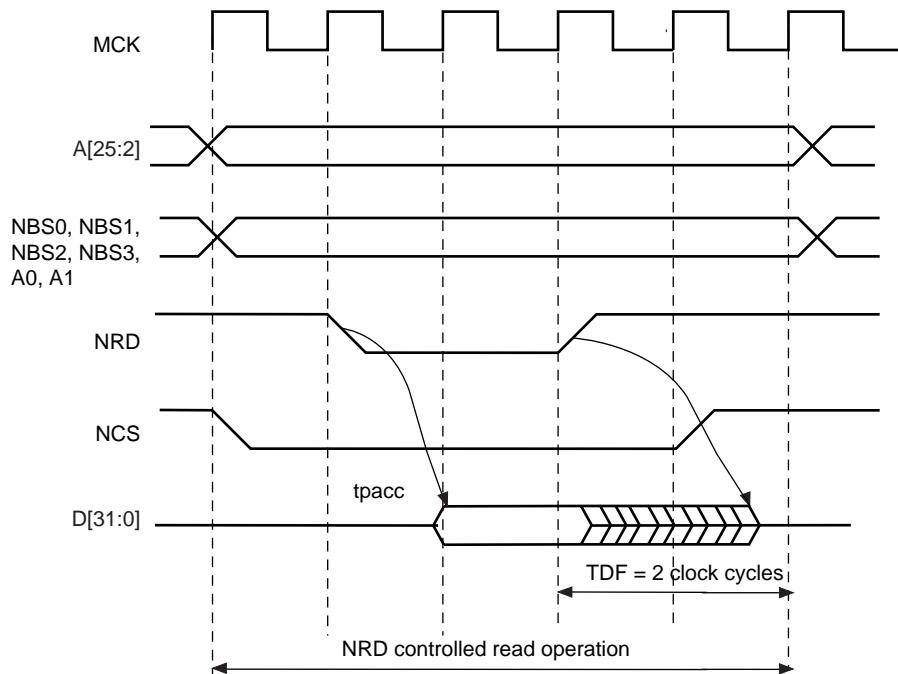 MCK
A[25:2]
NBS0, NBS1,
NBS2, NBS3,
A0, A1
NRD
NCS
tpacc
D[31:0]
TDF = 2 clock cycles
NRD controlled read operation